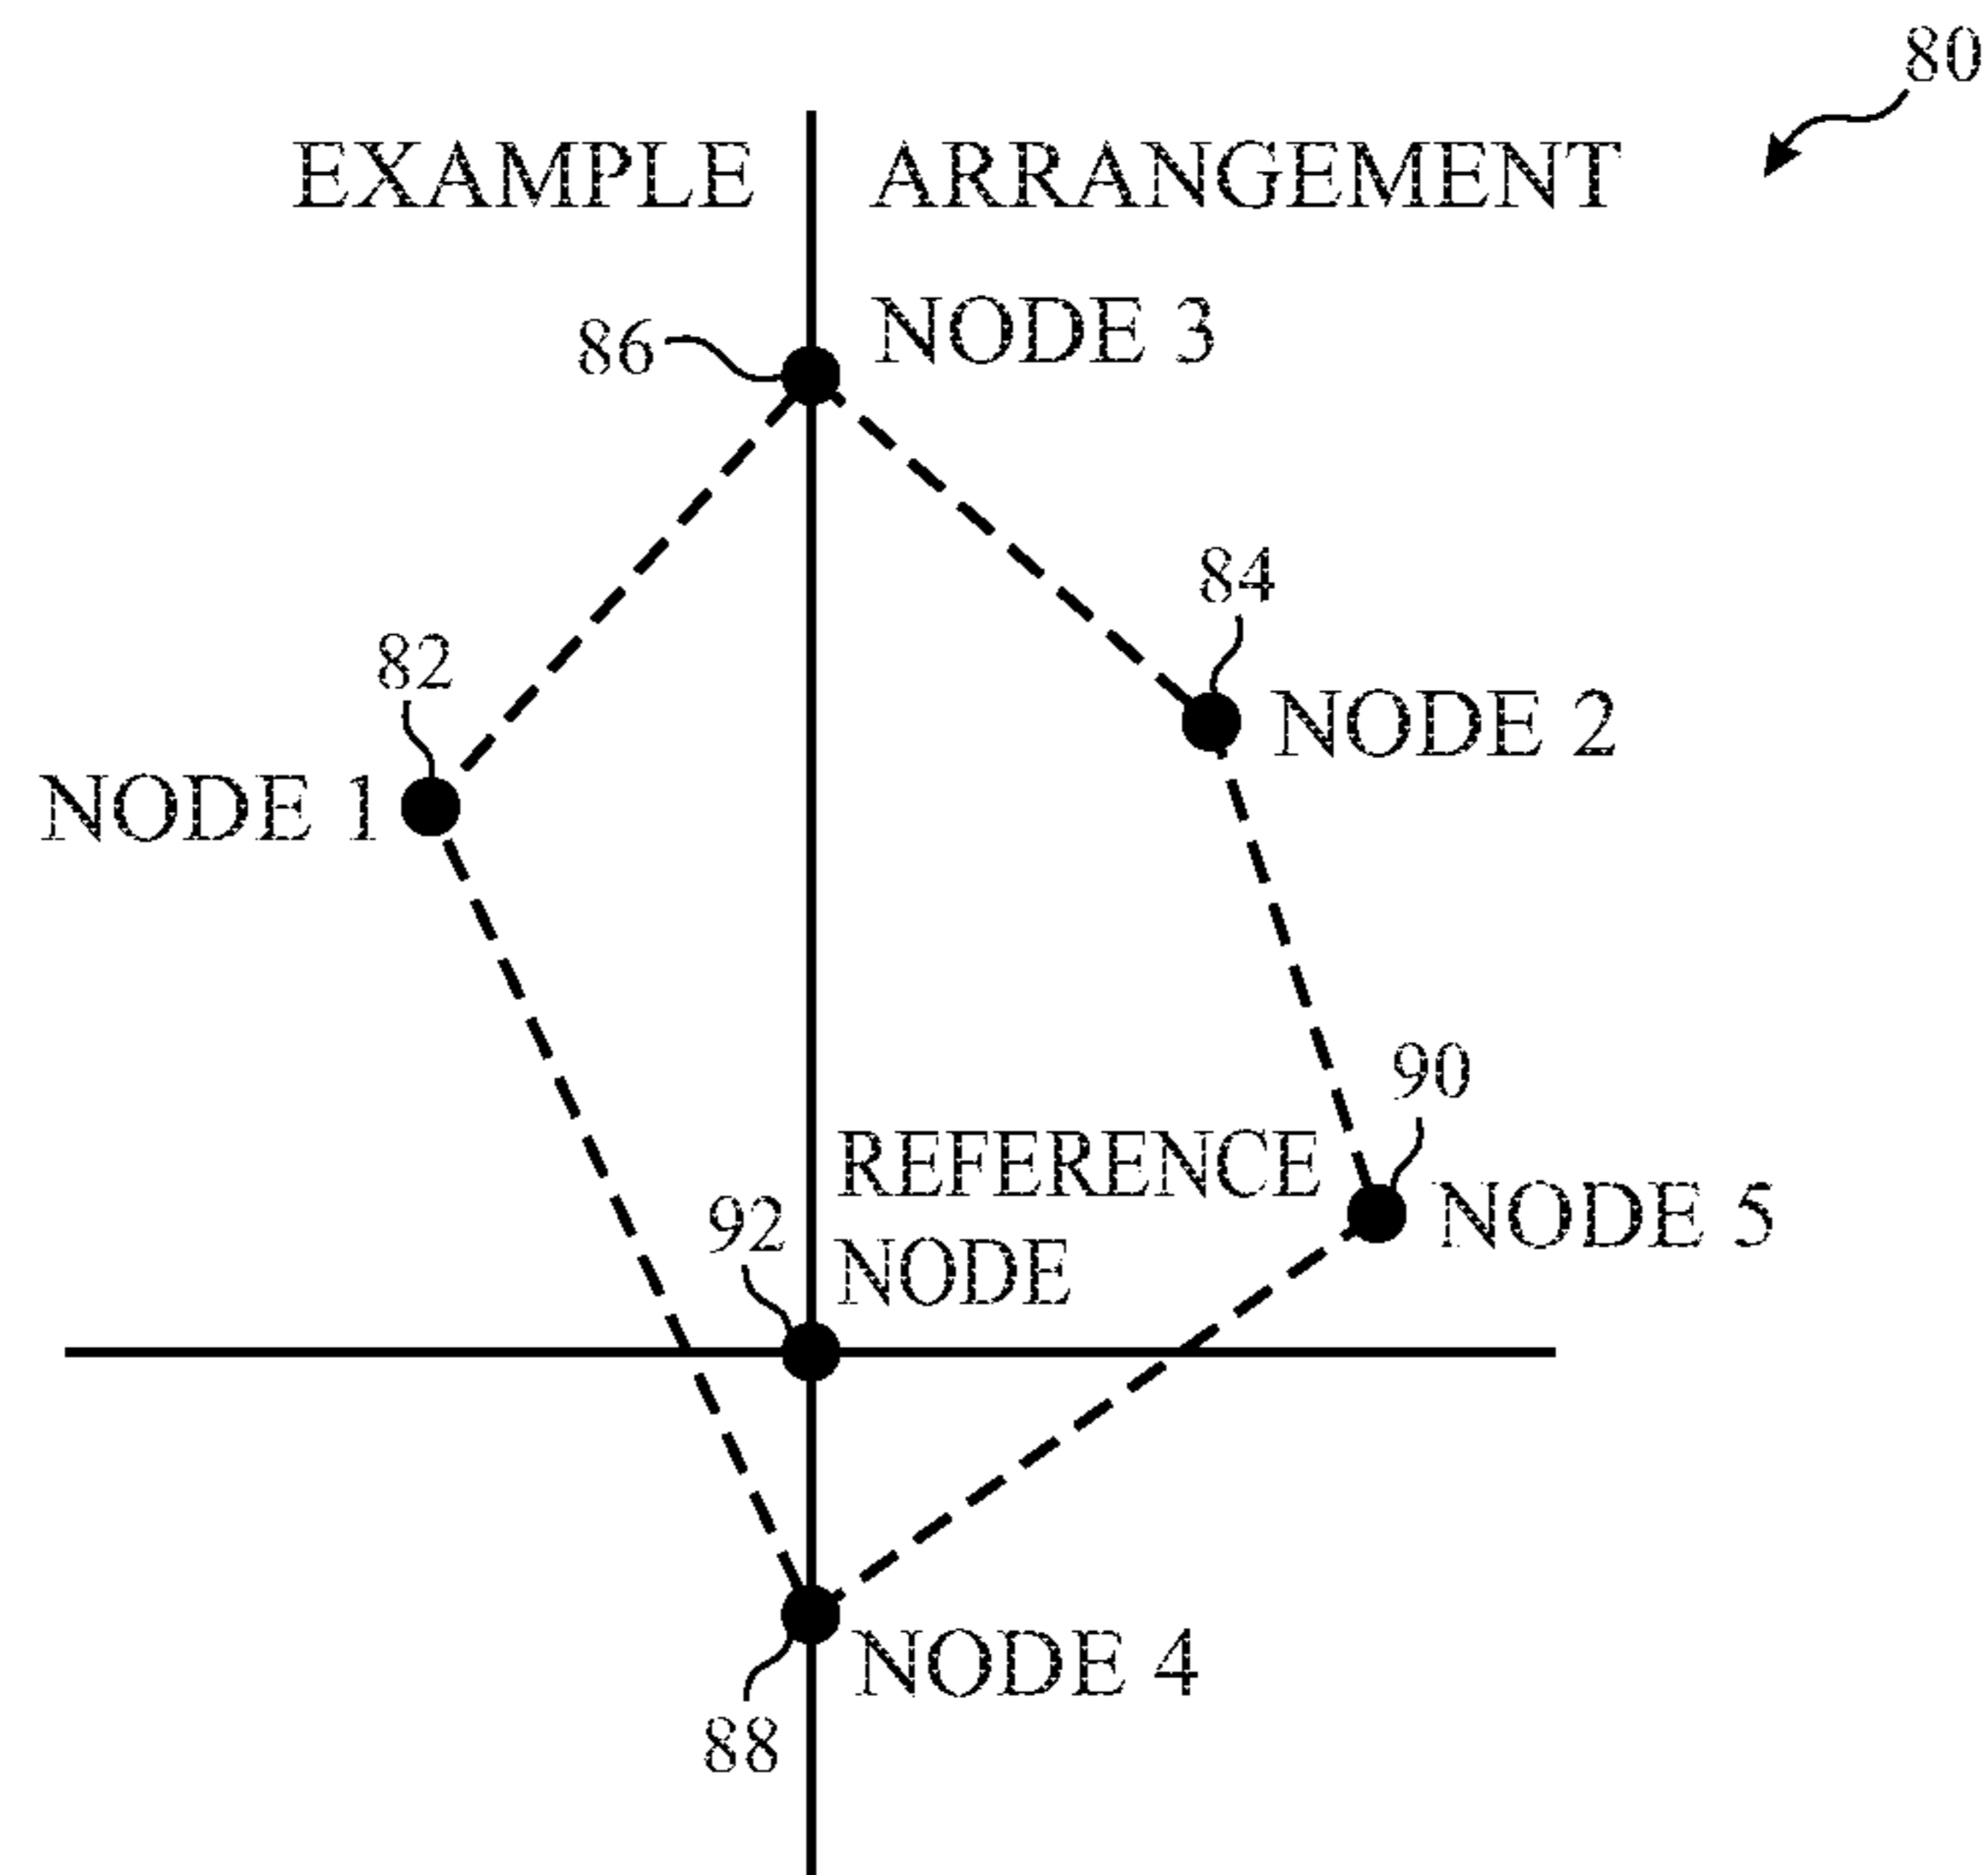 80
EXAMPLE ARRANGEMENT
NODE 3
86
84
82
NODE 2
NODE 1
90
REFERENCE
NODE
92
NODE 5
NODE 4
88